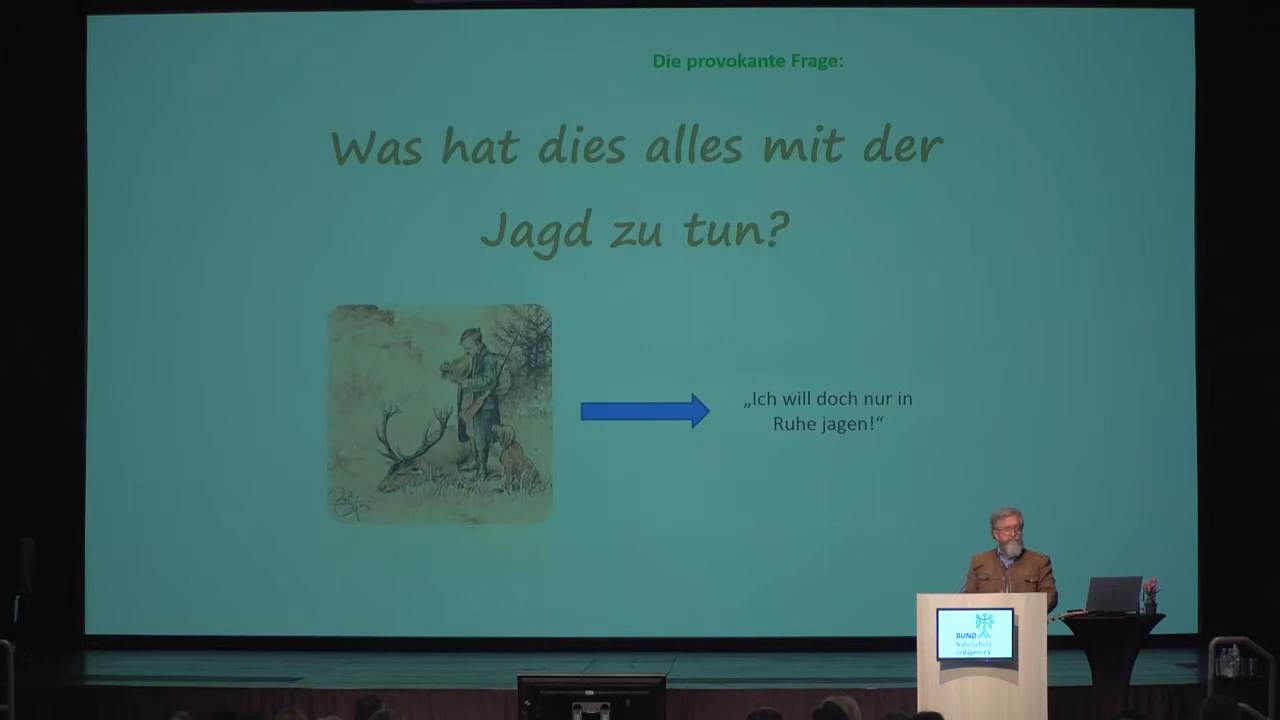 Die provokante Frage:
Was hat dies alles mit der
Jagd zu tun?
„Ich will doch nur in
Ruhe jagen!“
BUND
Naturschutz
in Bayern e.V.